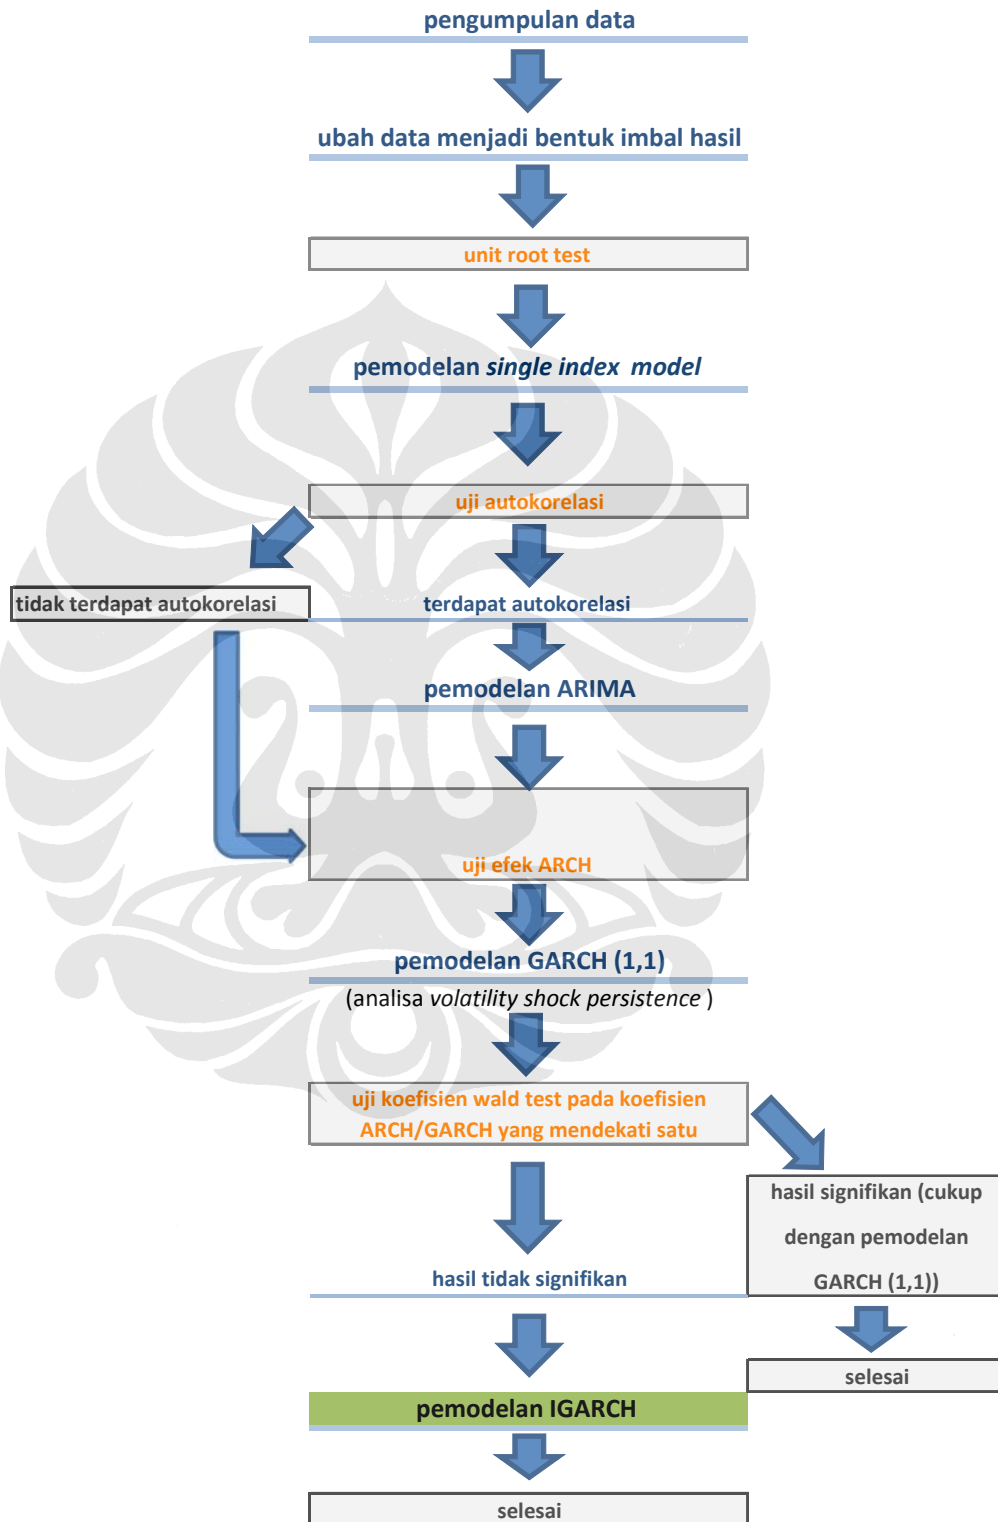 pengumpulan data
ubah data menjadi bentuk imbal hasil
unit root test
pemodelan single index model
uji autokorelasi
tidak terdapat autokorelasi
terdapat autokorelasi
pemodelan ARIMA
uji efek ARCH
pemodelan GARCH (1,1)
(analisa volatility shock persistence )
uji koefisien wald test pada koefisien
ARCH/GARCH yang mendekati satu
hasil signifikan (cukup
dengan pemodelan
GARCH (1,1))
hasil tidak signifikan
selesai
pemodelan IGARCH
selesai